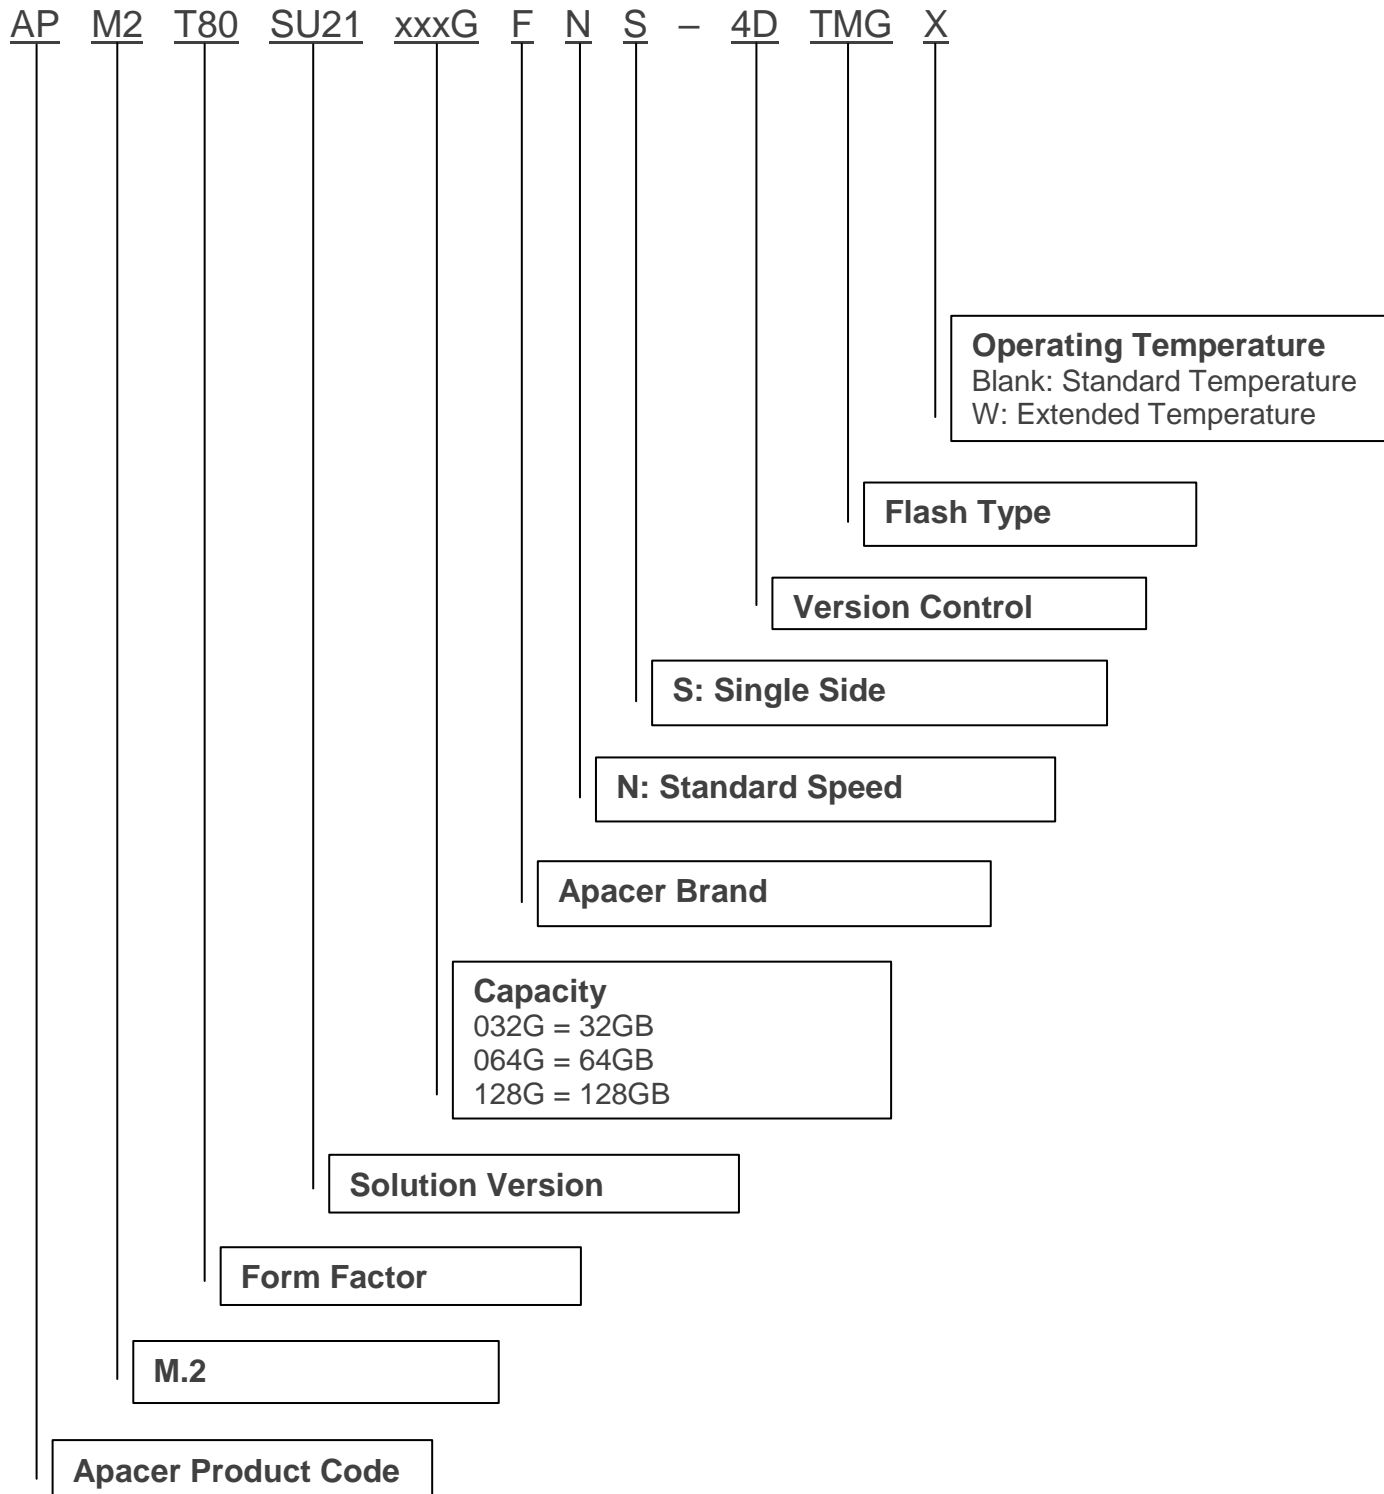 AP M2 T80 SU21 xxxG F N S – 4D TMG X
Operating Temperature
Blank: Standard Temperature
W: Extended Temperature
Flash Type
Version Control
S: Single Side
N: Standard Speed
Apacer Brand
Capacity
032G = 32GB
064G = 64GB
128G = 128GB
Solution Version
Form Factor
M.2
Apacer Product Code